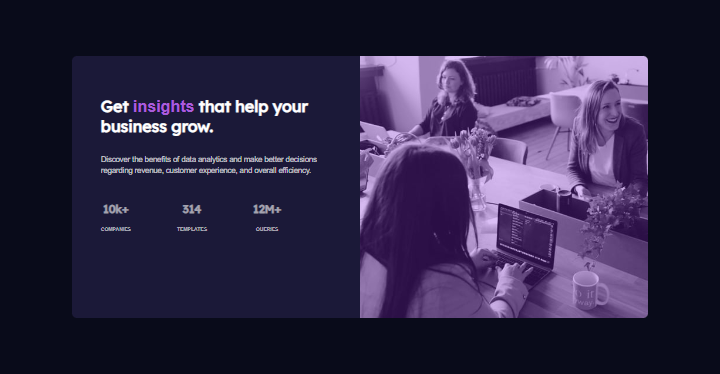 Get insights that help your
business grow.
Discover the benefits of data analytics and make better decisions
regarding revenue, customer experience, and overall efficiency.
10k+ 314 12M+
COMPANIES TEMPLATES QUERIES